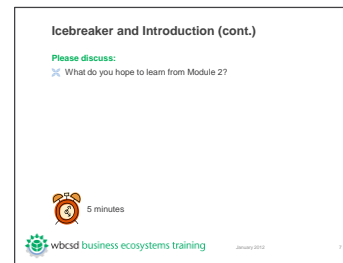 Icebreaker and Introduction (cont.)
Please discuss:
What do you hope to learn from Module 2?
5 minutes
wbcsd business ecosystems training
January 2012
7